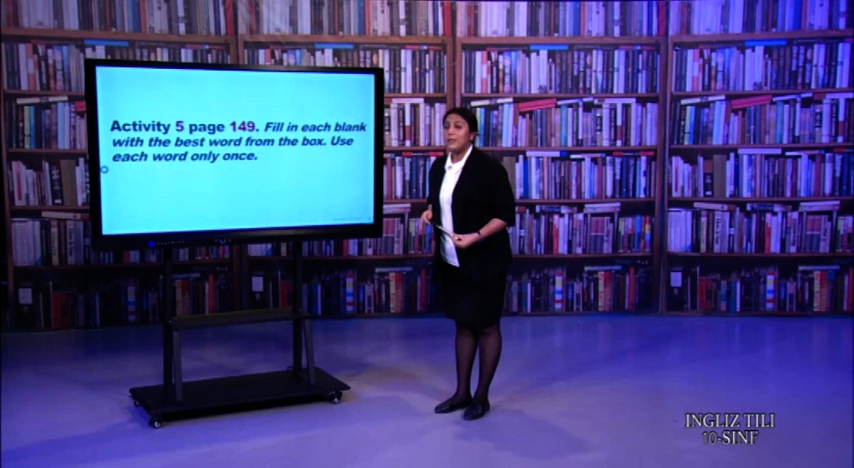 Activity 5 page 149. Fill in each blank
with the best word from the box. Use
each word only once.
INGLIZ TILI
10-SINF